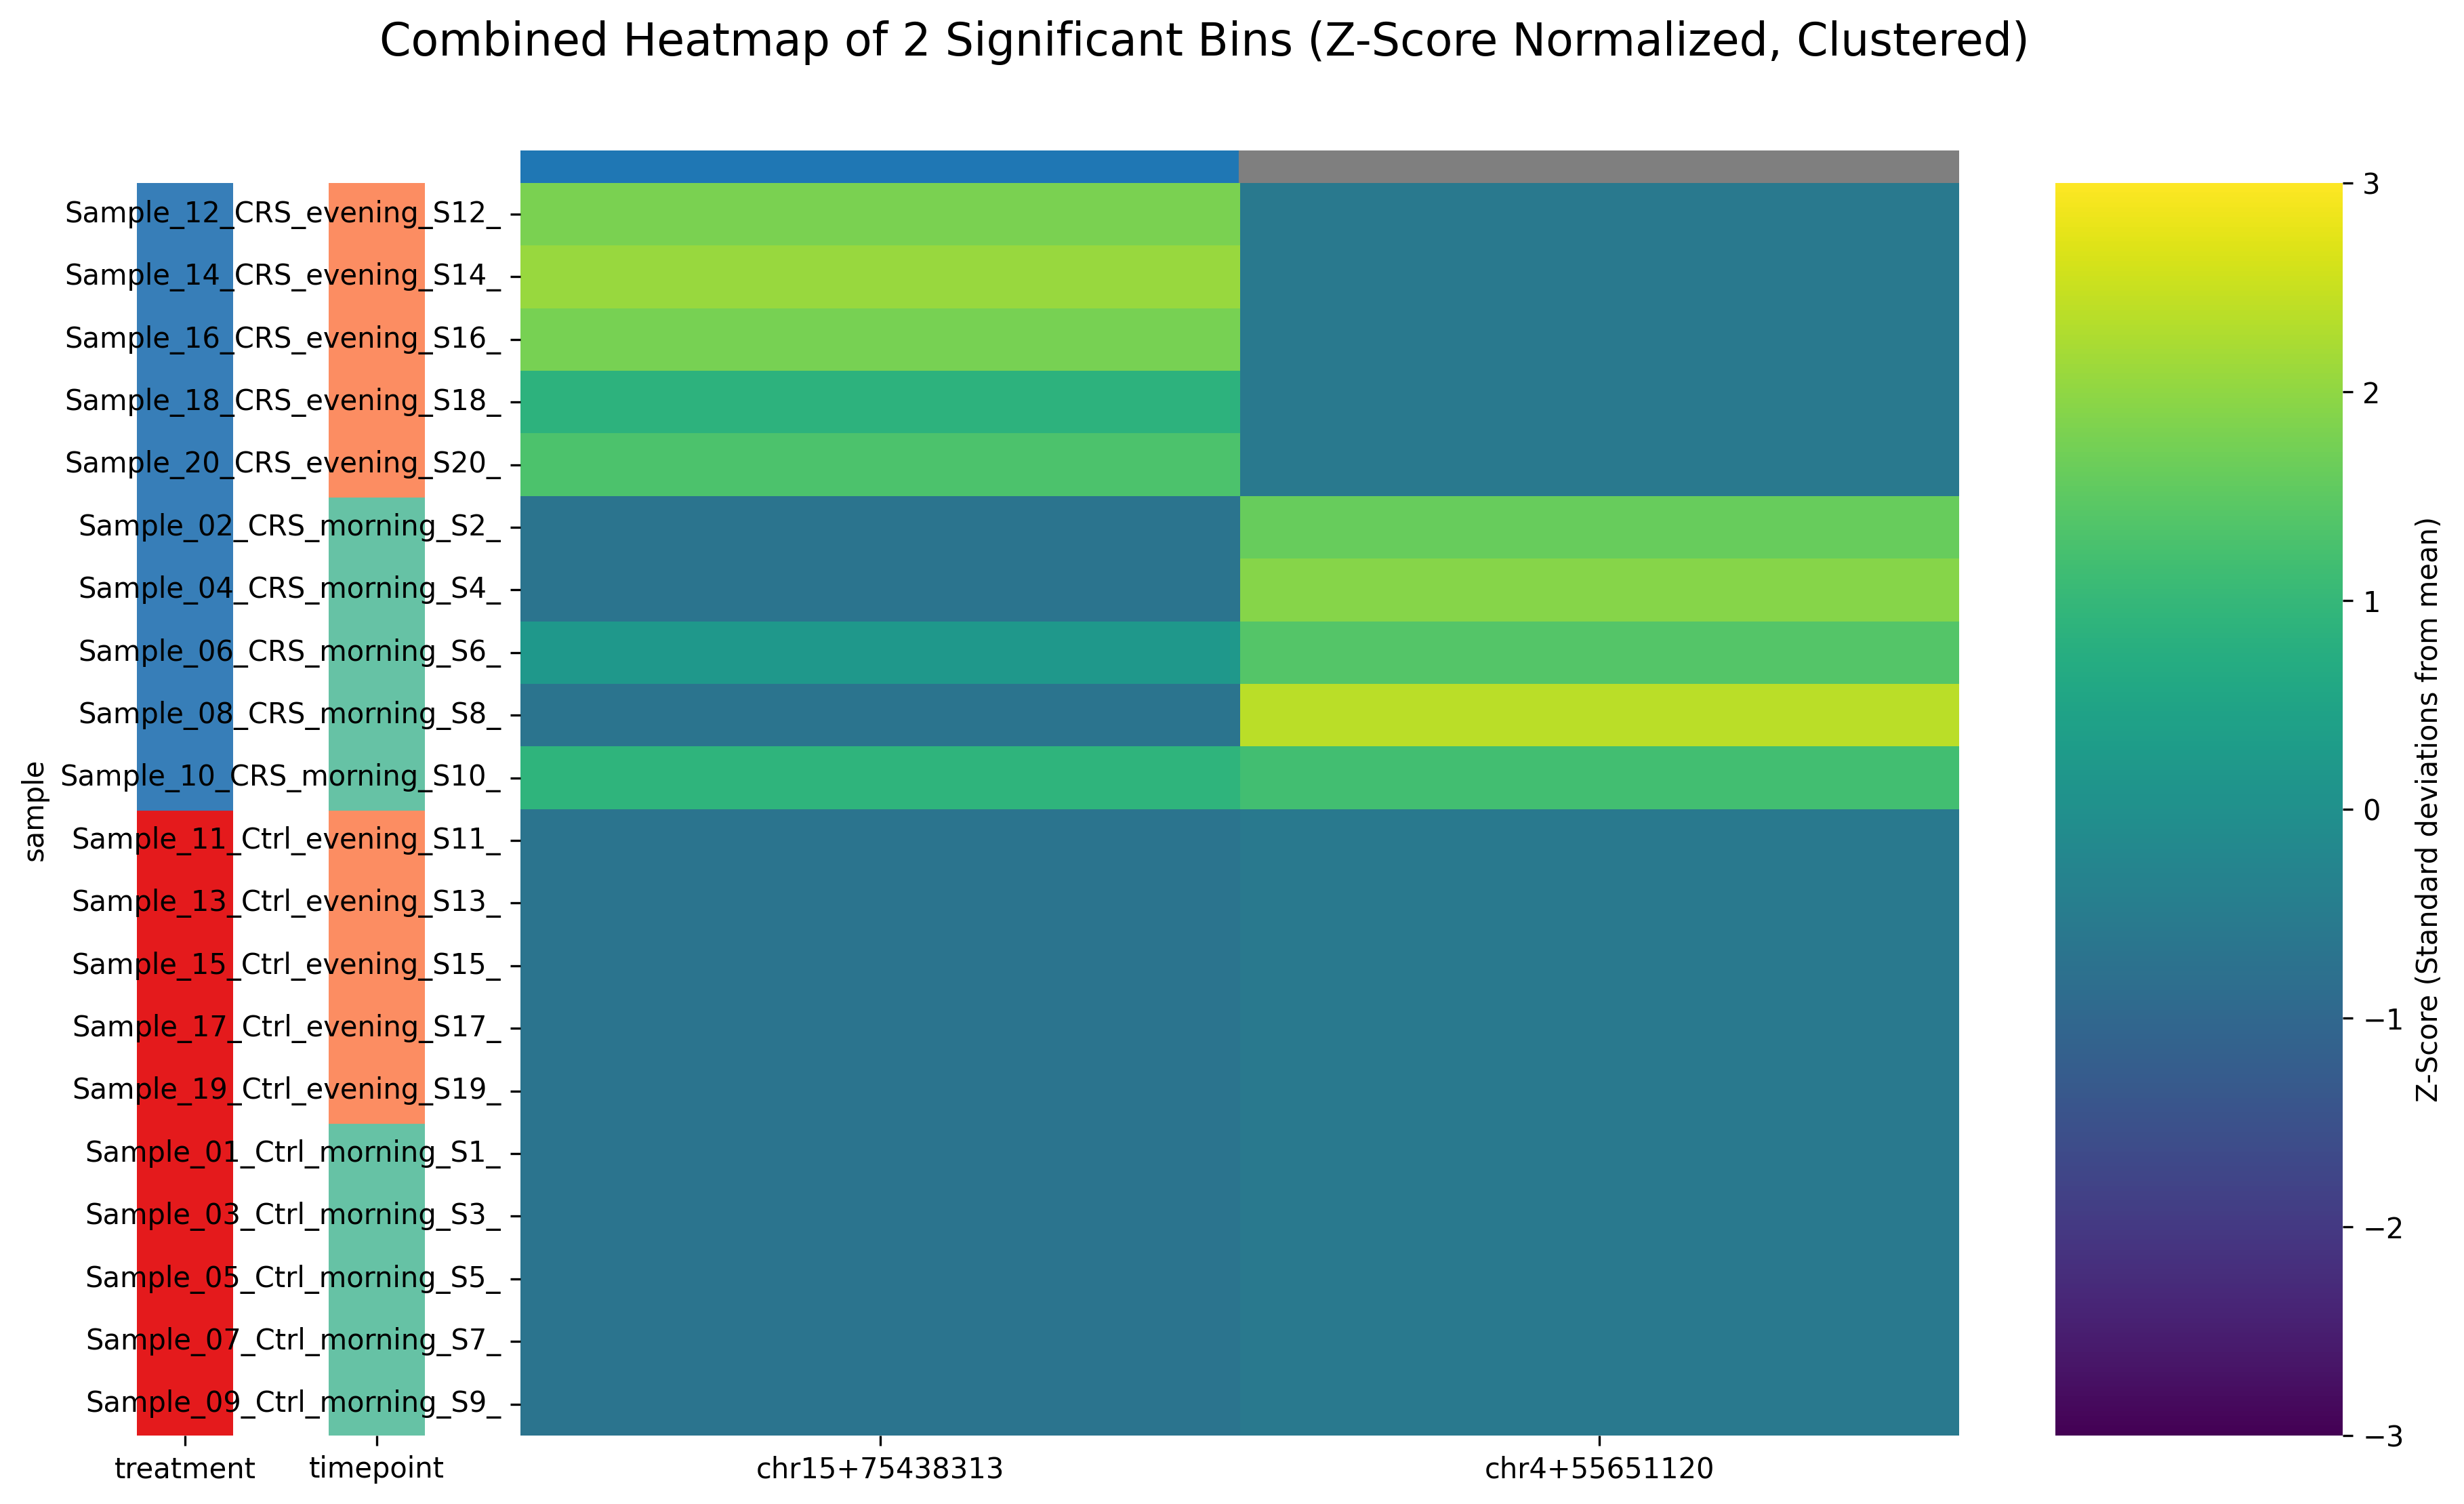 Combined Heatmap of 2 Significant Bins (Z-Score Normalized, Clustered)
Sample_12_CRS_evening_S12_
Sample_14_CRS_evening_S14_
Sample_16_CRS_evening_S16_
Sample_18_CRS_evening_S18_
Sample_20_CRS_evening_S20_
Sample_02_CRS_morning_S2_
Sample_04_CRS_morning_S4_
Sample_06_CRS_morning_S6_
Sample_08_CRS_morning_S8_
Sample_10_CRS_morning_S10_
Sample_11_Ctrl_evening_S11_
Sample_13_Ctrl_evening_S13_
Sample_15_Ctrl_evening_S15_
Sample_17_Ctrl_evening_S17_
Sample_19_Ctrl_evening_S19_
Sample_01_Ctrl_morning_S1_
Sample_03_Ctrl_morning_S3_
Sample_05_Ctrl_morning_S5_
Sample_07_Ctrl_morning_S7_
Sample_09_Ctrl_morning_S9_
sample
treatment
timepoint
chr15+75438313
chr4+55651120
3
2
1
0
−1
−2
−3
Z-Score (Standard deviations from mean)